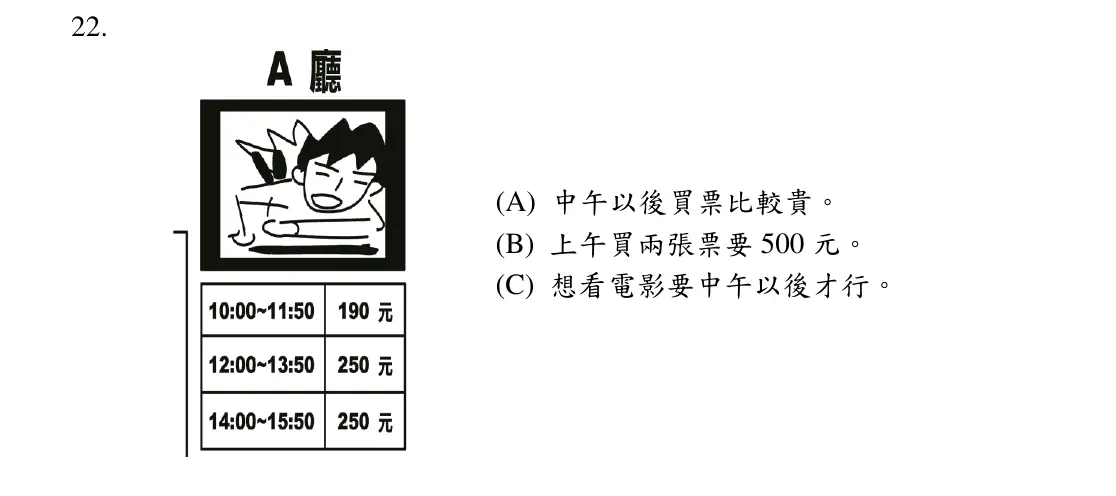 22.
A 廳
10:00~11:50 190 元
12:00~13:50 250 元
14:00~15:50 250 元
(A) 中午以後買票比較貴。
(B) 上午買兩張票要 500 元。
(C) 想看電影要中午以後才行。